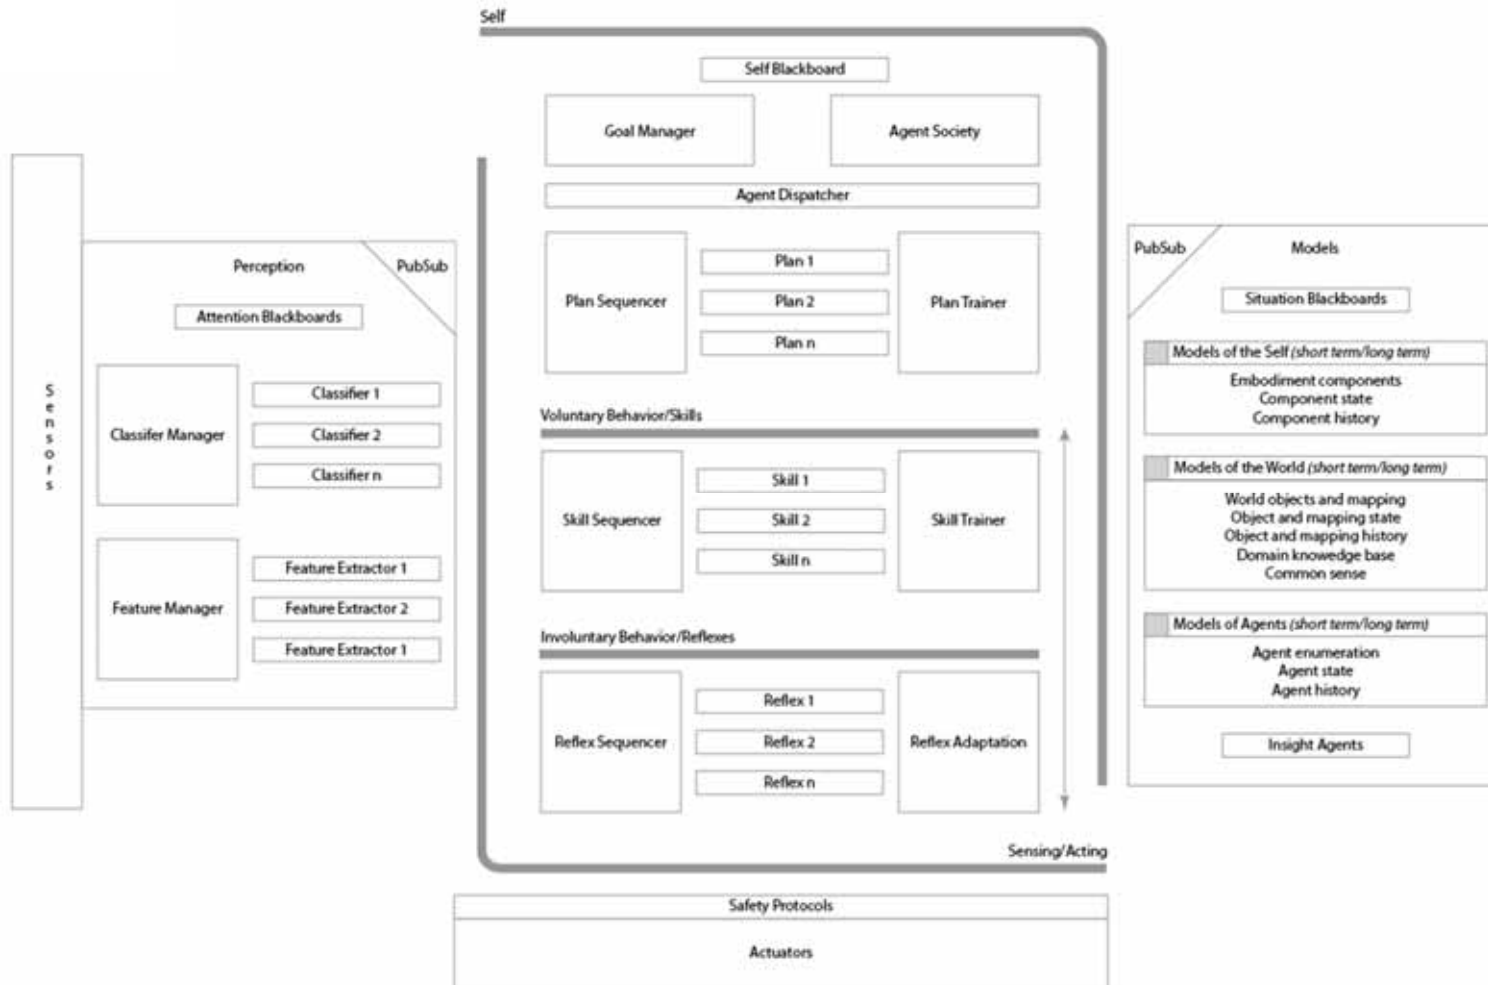 Self
Self Blackboard
Goal Manager
Agent Society
Agent Dispatcher
Plan Sequencer
Plan 1
Plan 2
Plan n
Plan Trainer
Voluntary Behavior/Skills
Skill Sequencer
Skill 1
Skill 2
Skill n
Skill Trainer
Involuntary Behavior/Reflexes
Reflex Sequencer
Reflex 1
Reflex 2
Reflex n
Reflex Adaptation
Sensing/Acting
Sensors
Perception
PubSub
Attention Blackboards
Classifer Manager
Classifier 1
Classifier 2
Classifier n
Feature Manager
Feature Extractor 1
Feature Extractor 2
Feature Extractor 1
PubSub
Models
Situation Blackboards
Models of the Self (short term/long term)
Embodiment components
Component state
Component history
Models of the World (short term/long term)
World objects and mapping
Object and mapping state
Object and mapping history
Domain knowedge base
Common sense
Models of Agents (short term/long term)
Agent enumeration
Agent state
Agent history
Insight Agents
Safety Protocols
Actuators